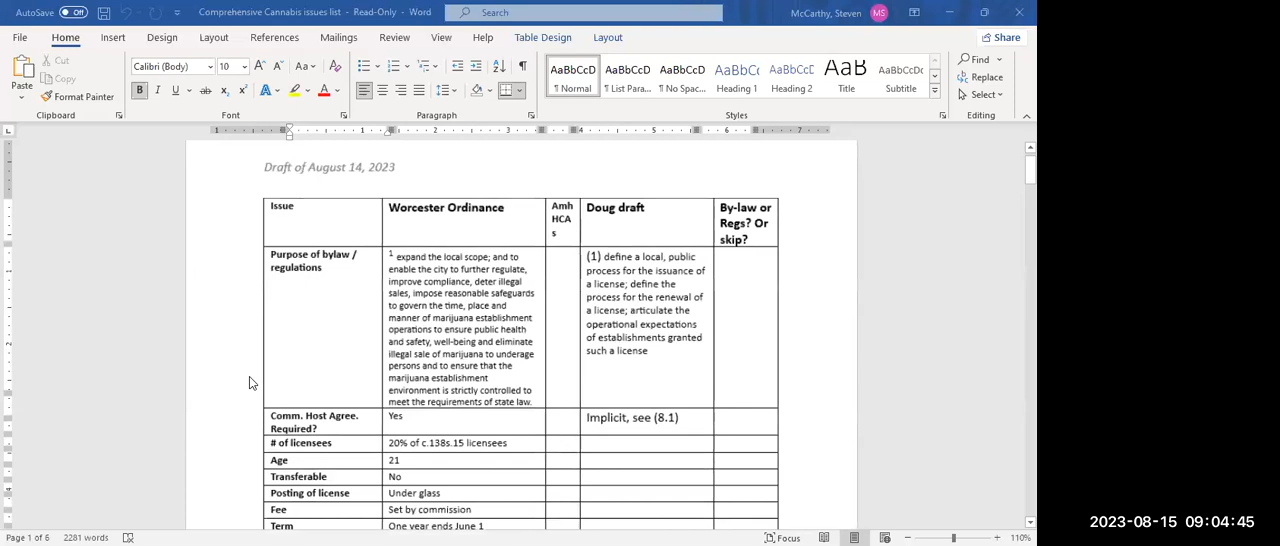 AutoSave Off Comprehensive Cannabis issues list - Read-Only - Word Search McCarthy, Steven MS
File Home Insert Design Layout References Mailings Review View Help Table Design Layout Share
Paste Cut Copy Format Painter
Calibri (Body) 10
AaBbCcD AaBbCcD AaBbCcD AaBbCc AaBbCcD AaB AaBbCcDc
¶ Normal ¶ List Para... ¶ No Spac... Heading 1 Heading 2 Title Subtitle
Find Replace Select
Clipboard Font Paragraph Styles Editing
Draft of August 14, 2023
Issue Worcester Ordinance Amh Doug draft By-law or
HCA Regs? Or
s skip?
Purpose of bylaw / 1 expand the local scope; and to (1) define a local, public
regulations enable the city to further regulate, process for the issuance of
improve compliance, deter illegal a license; define the
sales, impose reasonable safeguards process for the renewal of
to govern the time, place and a license; articulate the
manner of marijuana establishment operational expectations
operations to ensure public health of establishments granted
and safety, well-being and eliminate such a license
illegal sale of marijuana to underage
persons and to ensure that the
marijuana establishment
environment is strictly controlled to
meet the requirements of state law.
Comm. Host Agree. Yes Implicit, see (8.1)
Required?
# of licensees 20% of c.138s.15 licensees
Age 21
Transferable No
Posting of license Under glass
Fee Set by commission
Term One year ends June 1
Page 1 of 6 2281 words Focus 110%
2023-08-15 09:04:45